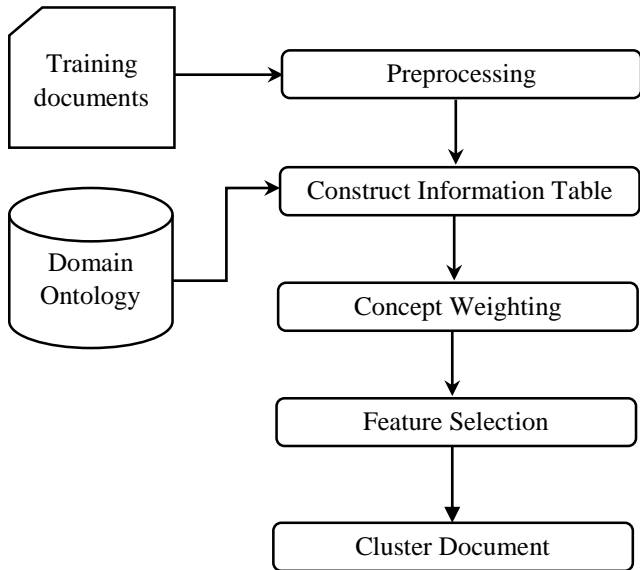 Training
documents
Preprocessing
Construct Information Table
Domain
Ontology
Concept Weighting
Feature Selection
Cluster Document